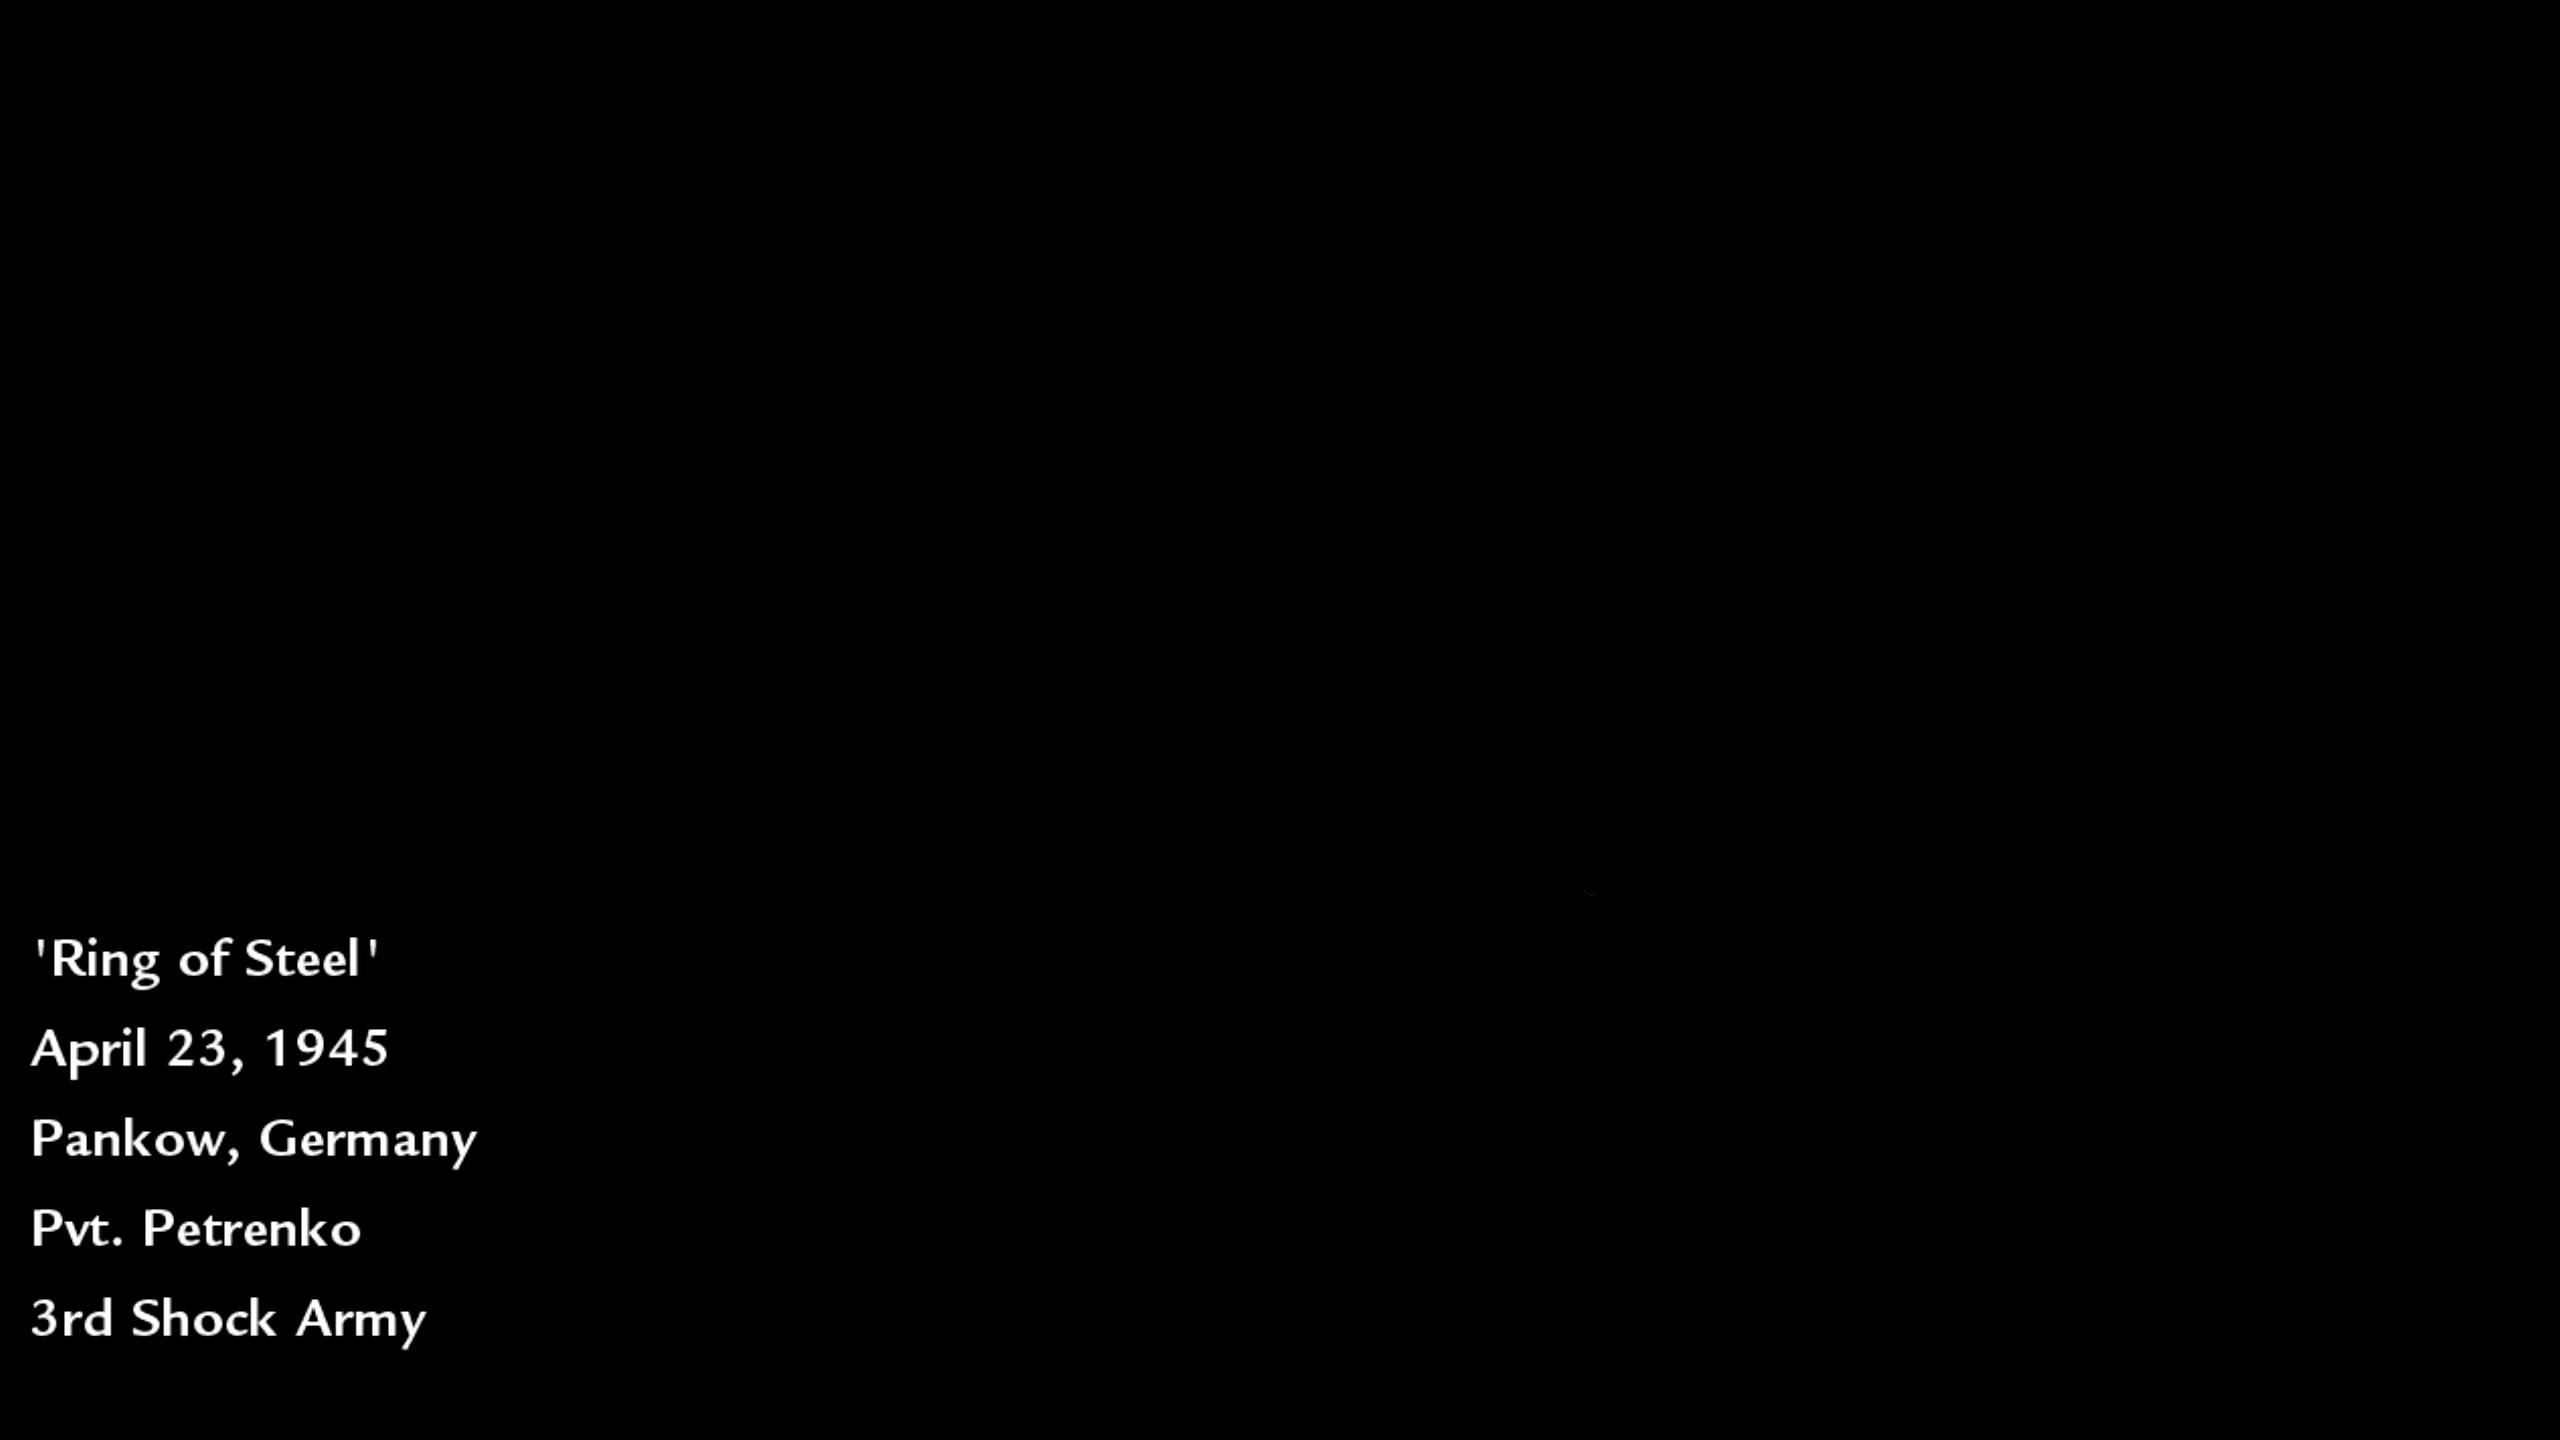 'Ring of Steel'
April 23, 1945
Pankow, Germany
Pvt. Petrenko
3rd Shock Army